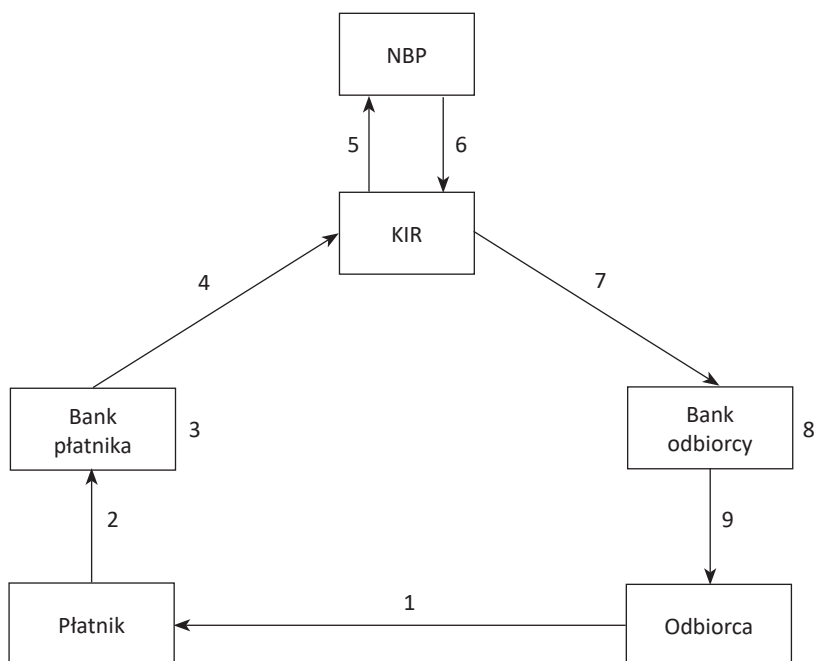 NBP
5
6
KIR
4
7
Bank
płatnika
3
Bank
odbiorcy
8
2
9
1
Płatnik
Odbiorca